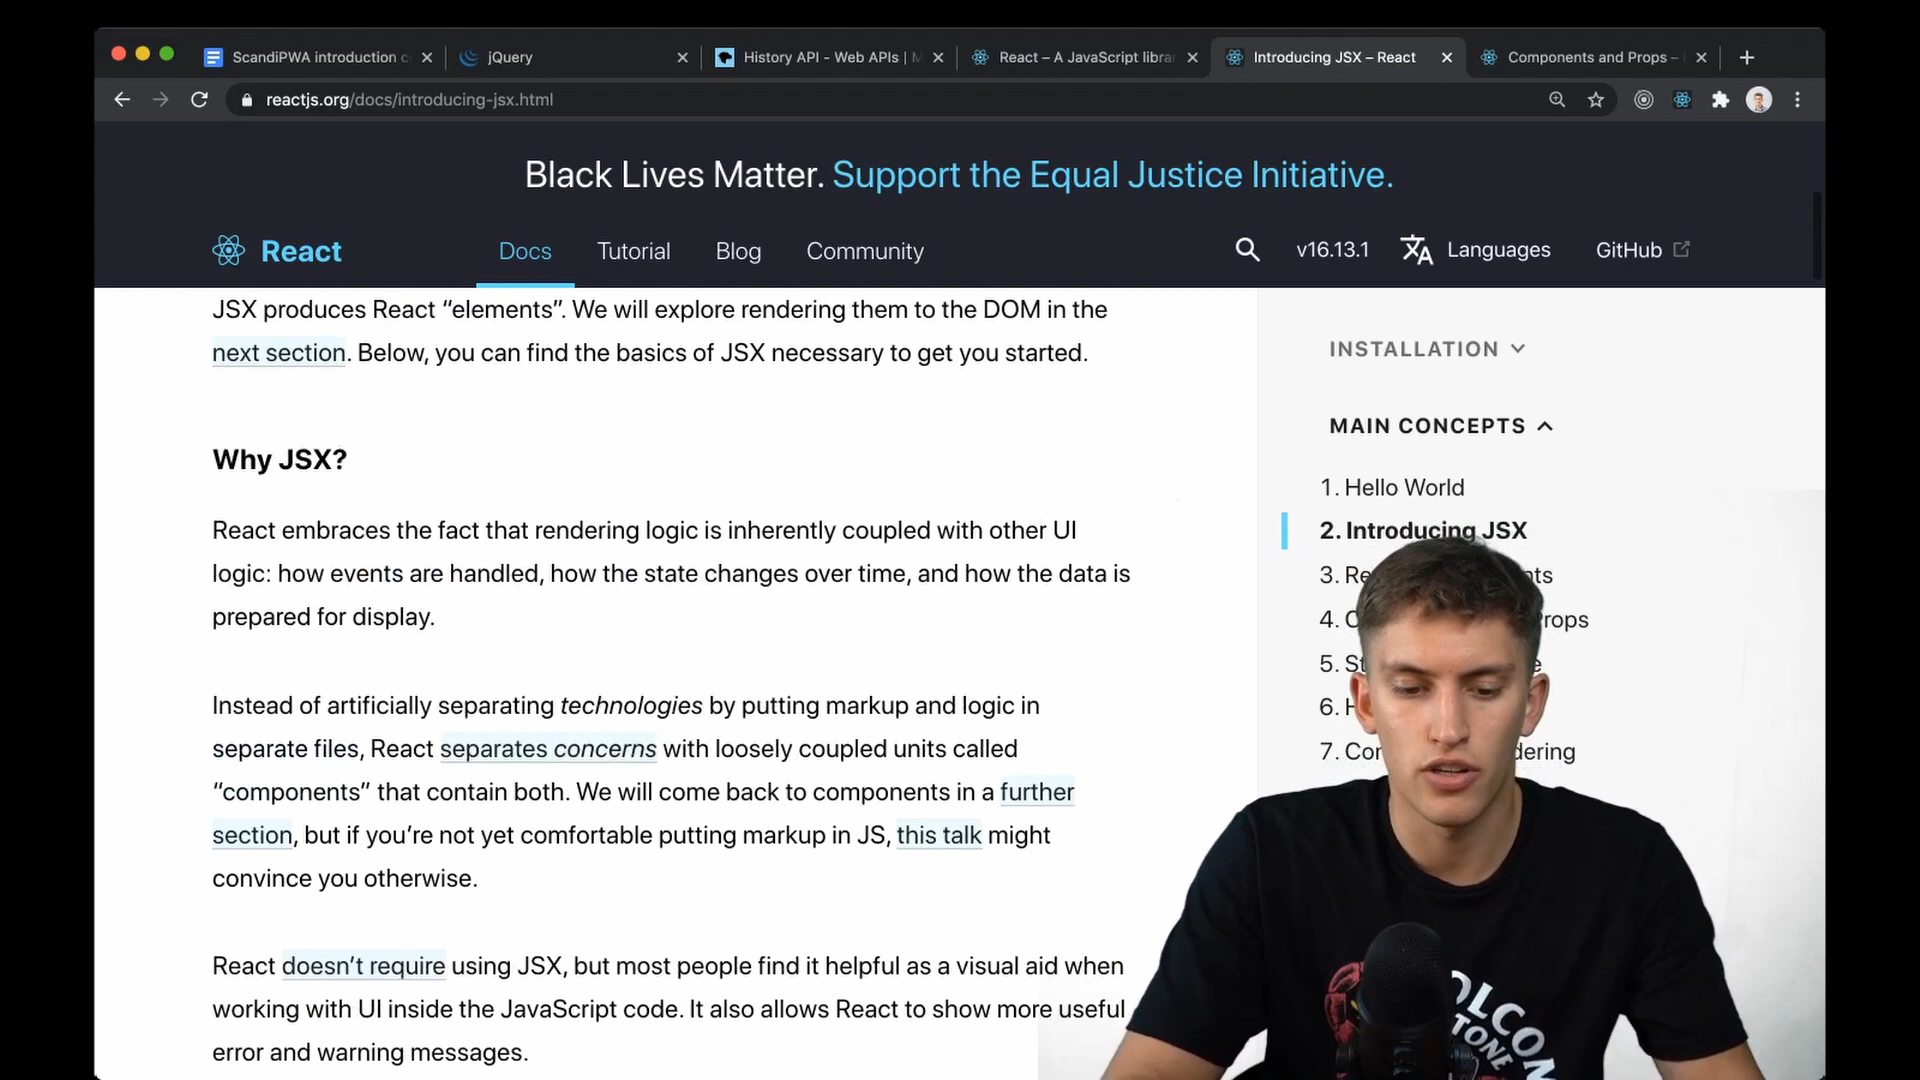 ScandiPWA introduction c
jQuery
History API - Web APIs | M
React – A JavaScript librar
Introducing JSX – React
Components and Props –
reactjs.org/docs/introducing-jsx.html
Black Lives Matter. Support the Equal Justice Initiative.
React
Docs
Tutorial
Blog
Community
v16.13.1
Languages
GitHub
JSX produces React “elements”. We will explore rendering them to the DOM in the
next section. Below, you can find the basics of JSX necessary to get you started.
Why JSX?
React embraces the fact that rendering logic is inherently coupled with other UI
logic: how events are handled, how the state changes over time, and how the data is
prepared for display.
Instead of artificially separating technologies by putting markup and logic in
separate files, React separates concerns with loosely coupled units called
“components” that contain both. We will come back to components in a further
section, but if you’re not yet comfortable putting markup in JS, this talk might
convince you otherwise.
React doesn’t require using JSX, but most people find it helpful as a visual aid when
working with UI inside the JavaScript code. It also allows React to show more useful
error and warning messages.
INSTALLATION
MAIN CONCEPTS
1. Hello World
2. Introducing JSX
3. Re nts
4. C Props
5. St e
6. H
7. Con dering
OLCOM
TONE